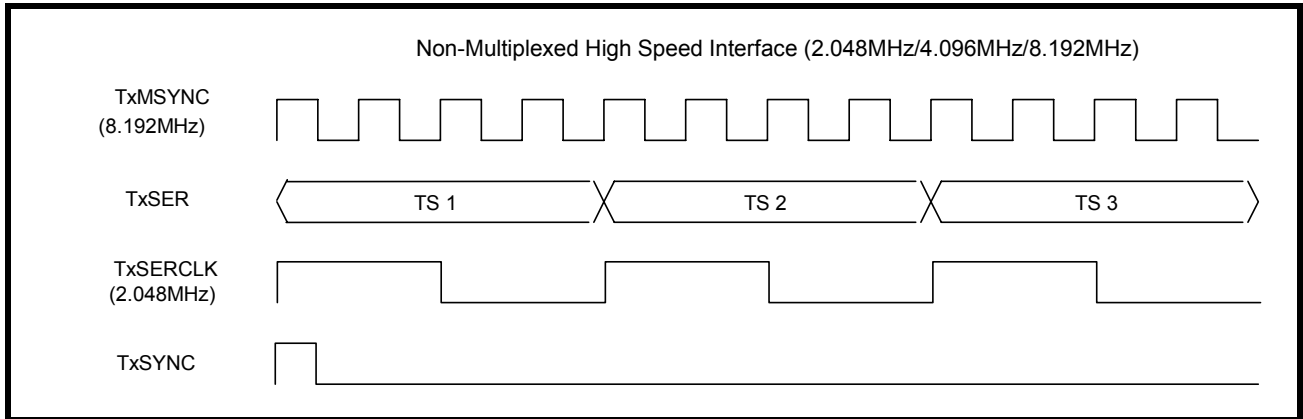 Non-Multiplexed High Speed Interface (2.048MHz/4.096MHz/8.192MHz)
TxMSYNC
(8.192MHz)
TxSER
TS 1
TS 2
TS 3
TxSERCLK
(2.048MHz)
TxSYNC